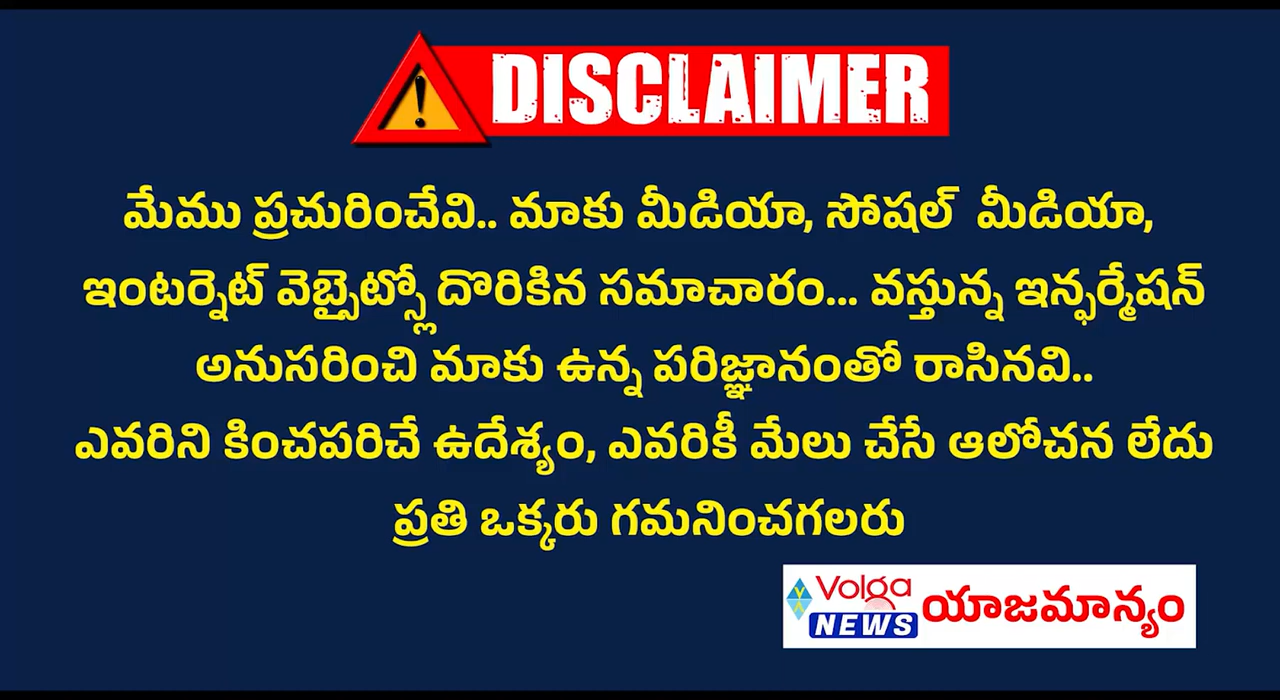 DISCLAIMER
మేము ప్రచురించేవి.. మాకు మీడియా, సోషల్ మీడియా,
ఇంటర్నెట్ వెబ్సైట్స్లో దొరికిన సమాచారం... వస్తున్న ఇన్ఫర్మేషన్
అనుసరించి మాకు ఉన్న పరిజ్ఞానంతో రాసినవి..
ఎవరిని కించపరిచే ఉదేశ్యం, ఎవరికీ మేలు చేసే ఆలోచన లేదు
ప్రతి ఒక్కరు గమనించగలరు
Volga NEWS యాజమాన్యం